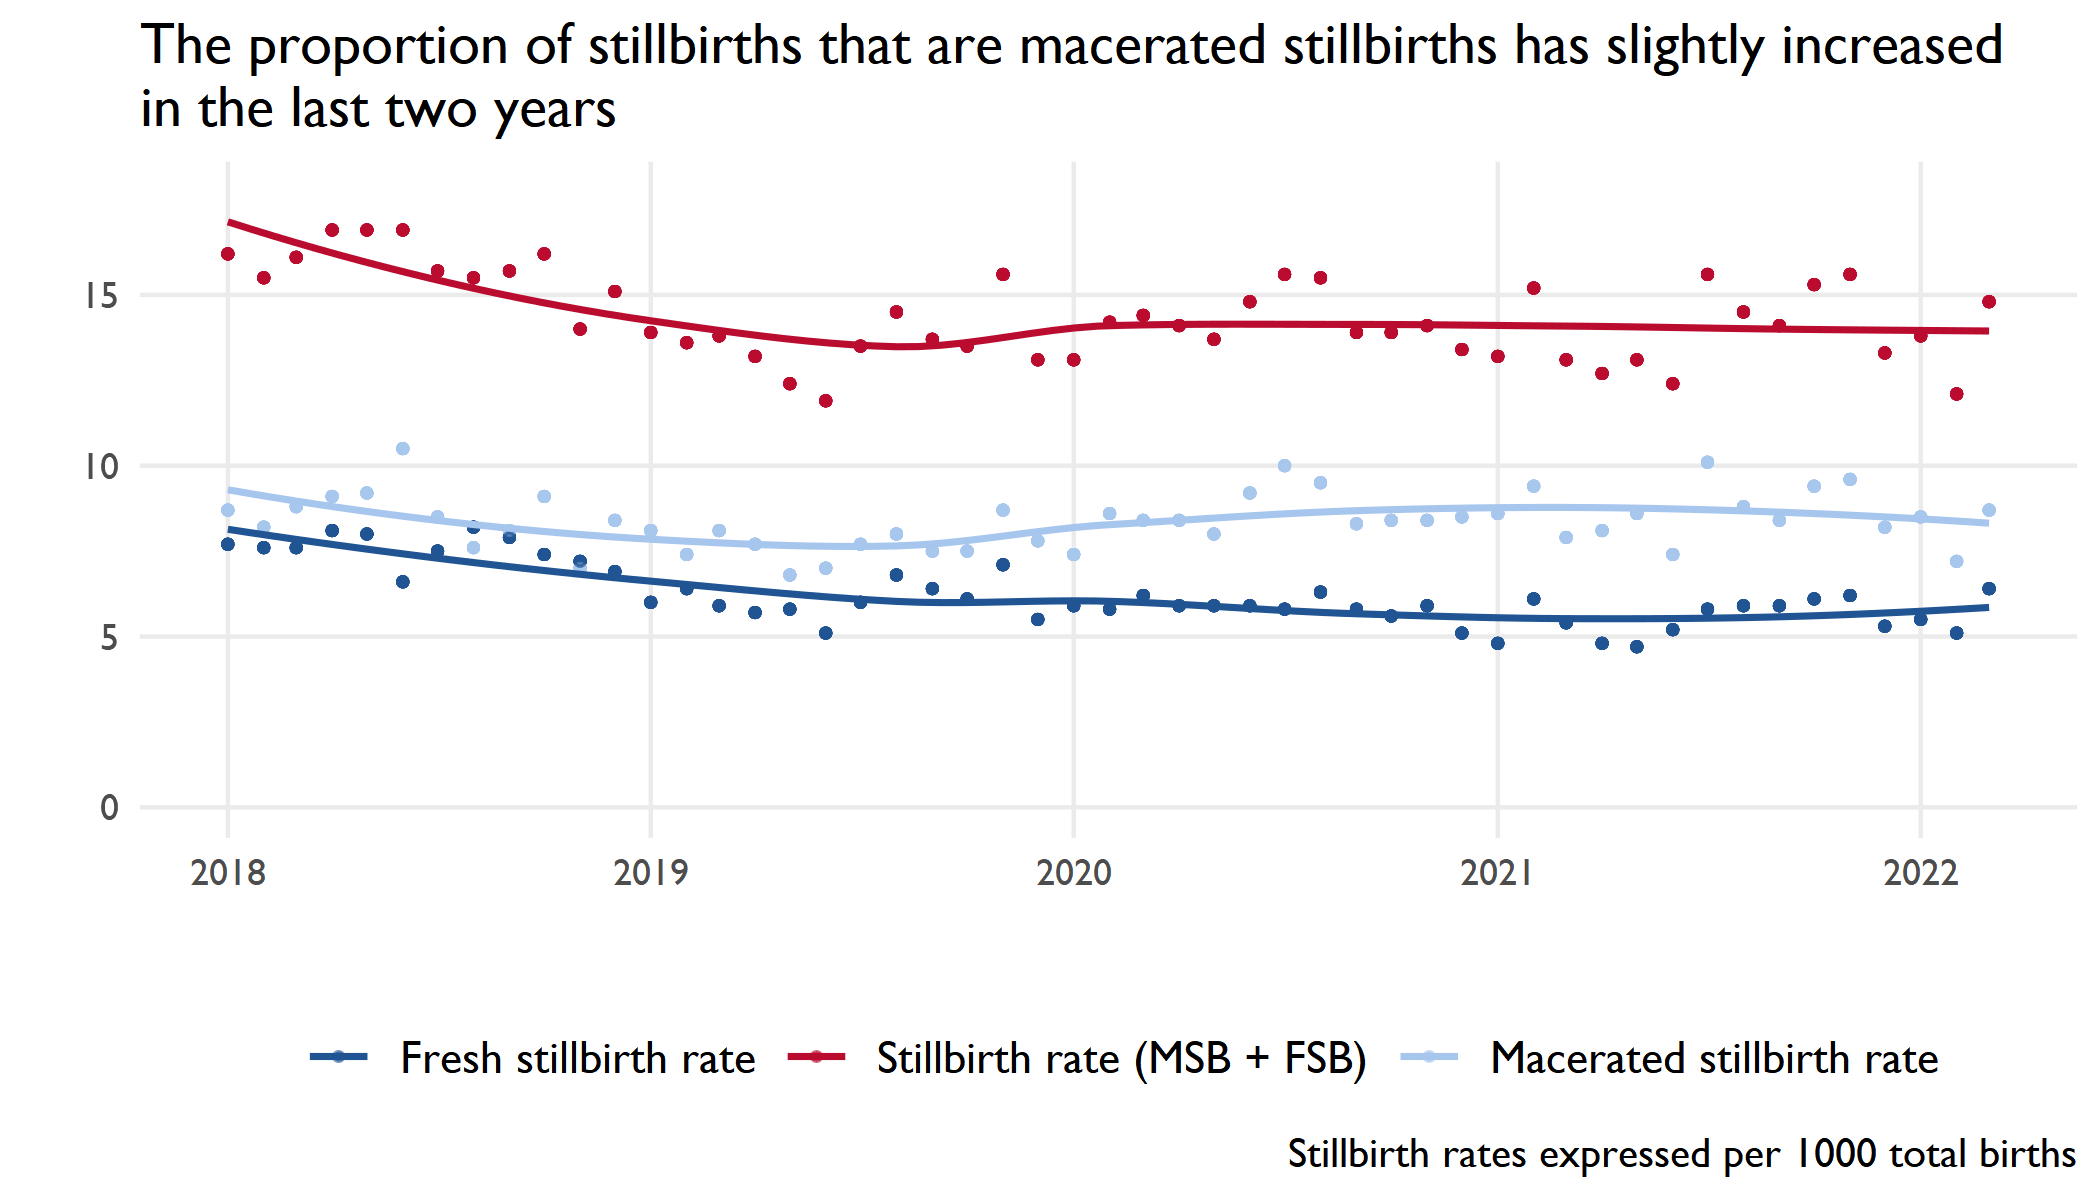 The proportion of stillbirths that are macerated stillbirths has slightly increased
in the last two years
15
10
5
0
2018 2019 2020 2021 2022
Fresh stillbirth rate Stillbirth rate (MSB + FSB) Macerated stillbirth rate
Stillbirth rates expressed per 1000 total births